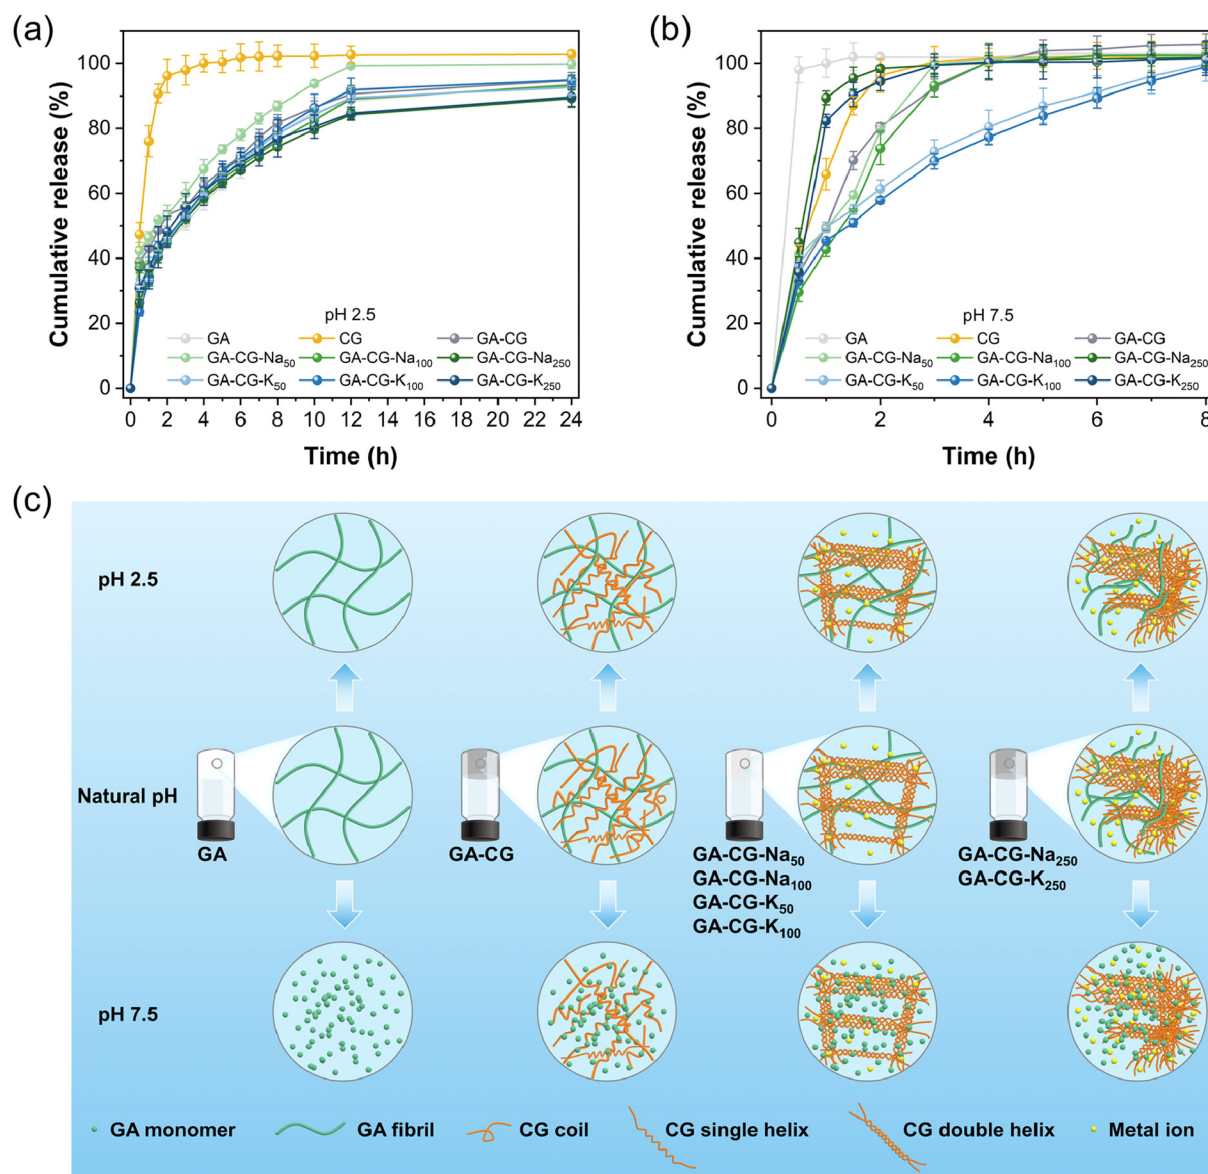 (a)
Cumulative release (%)
100
80
60
40
20
0
pH 2.5
GA CG GA-CG
GA-CG-Na₅₀ GA-CG-Na₁₀₀ GA-CG-Na₂₅₀
GA-CG-K₅₀ GA-CG-K₁₀₀ GA-CG-K₂₅₀
0 2 4 6 8 10 12 14 16 18 20 22 24
Time (h)
(b)
Cumulative release (%)
100
80
60
40
20
0
pH 7.5
GA CG GA-CG
GA-CG-Na₅₀ GA-CG-Na₁₀₀ GA-CG-Na₂₅₀
GA-CG-K₅₀ GA-CG-K₁₀₀ GA-CG-K₂₅₀
0 2 4 6 8
Time (h)
(c)
pH 2.5
Natural pH
GA
GA-CG
GA-CG-Na₅₀
GA-CG-Na₁₀₀
GA-CG-K₅₀
GA-CG-K₁₀₀
GA-CG-Na₂₅₀
GA-CG-K₂₅₀
pH 7.5
GA monomer GA fibril CG coil CG single helix CG double helix Metal ion